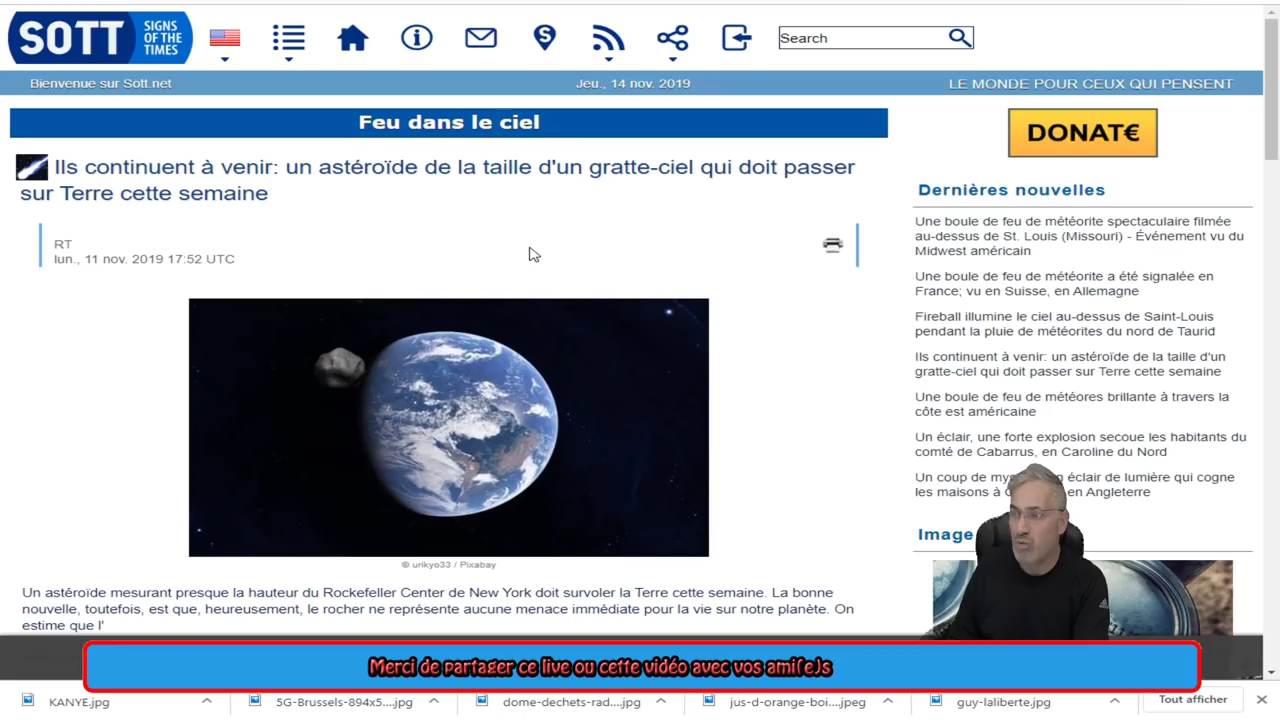 SOTT
SIGNS
OF THE
TIMES
Search
Bienvenue sur Sott.net
Jeu., 14 nov. 2019
LE MONDE POUR CEUX QUI PENSENT
Feu dans le ciel
Ils continuent à venir: un astéroïde de la taille d'un gratte-ciel qui doit passer
sur Terre cette semaine
RT
lun., 11 nov. 2019 17:52 UTC
© urikyo33 / Pixabay
Un astéroïde mesurant presque la hauteur du Rockefeller Center de New York doit survoler la Terre cette semaine. La bonne
nouvelle, toutefois, est que, heureusement, le rocher ne représente aucune menace immédiate pour la vie sur notre planète. On
estime que l'
DONAT€
Dernières nouvelles
Une boule de feu de météorite spectaculaire filmée
au-dessus de St. Louis (Missouri) - Événement vu du
Midwest américain
Une boule de feu de météorite a été signalée en
France; vu en Suisse, en Allemagne
Fireball illumine le ciel au-dessus de Saint-Louis
pendant la pluie de météorites du nord de Taurid
Ils continuent à venir: un astéroïde de la taille d'un
gratte-ciel qui doit passer sur Terre cette semaine
Une boule de feu de météores brillante à travers la
côte est américaine
Un éclair, une forte explosion secoue les habitants du
comté de Cabarrus, en Caroline du Nord
Un coup de éclair de lumière qui cogne
les maisons à en Angleterre
Image
Merci de partager ce live ou cette vidéo avec vos ami(e)s
KANYE.jpg
5G-Brussels-894x5....jpg
dome-dechets-rad....jpg
jus-d-orange-boi....jpeg
guy-laliberte.jpg
Tout afficher